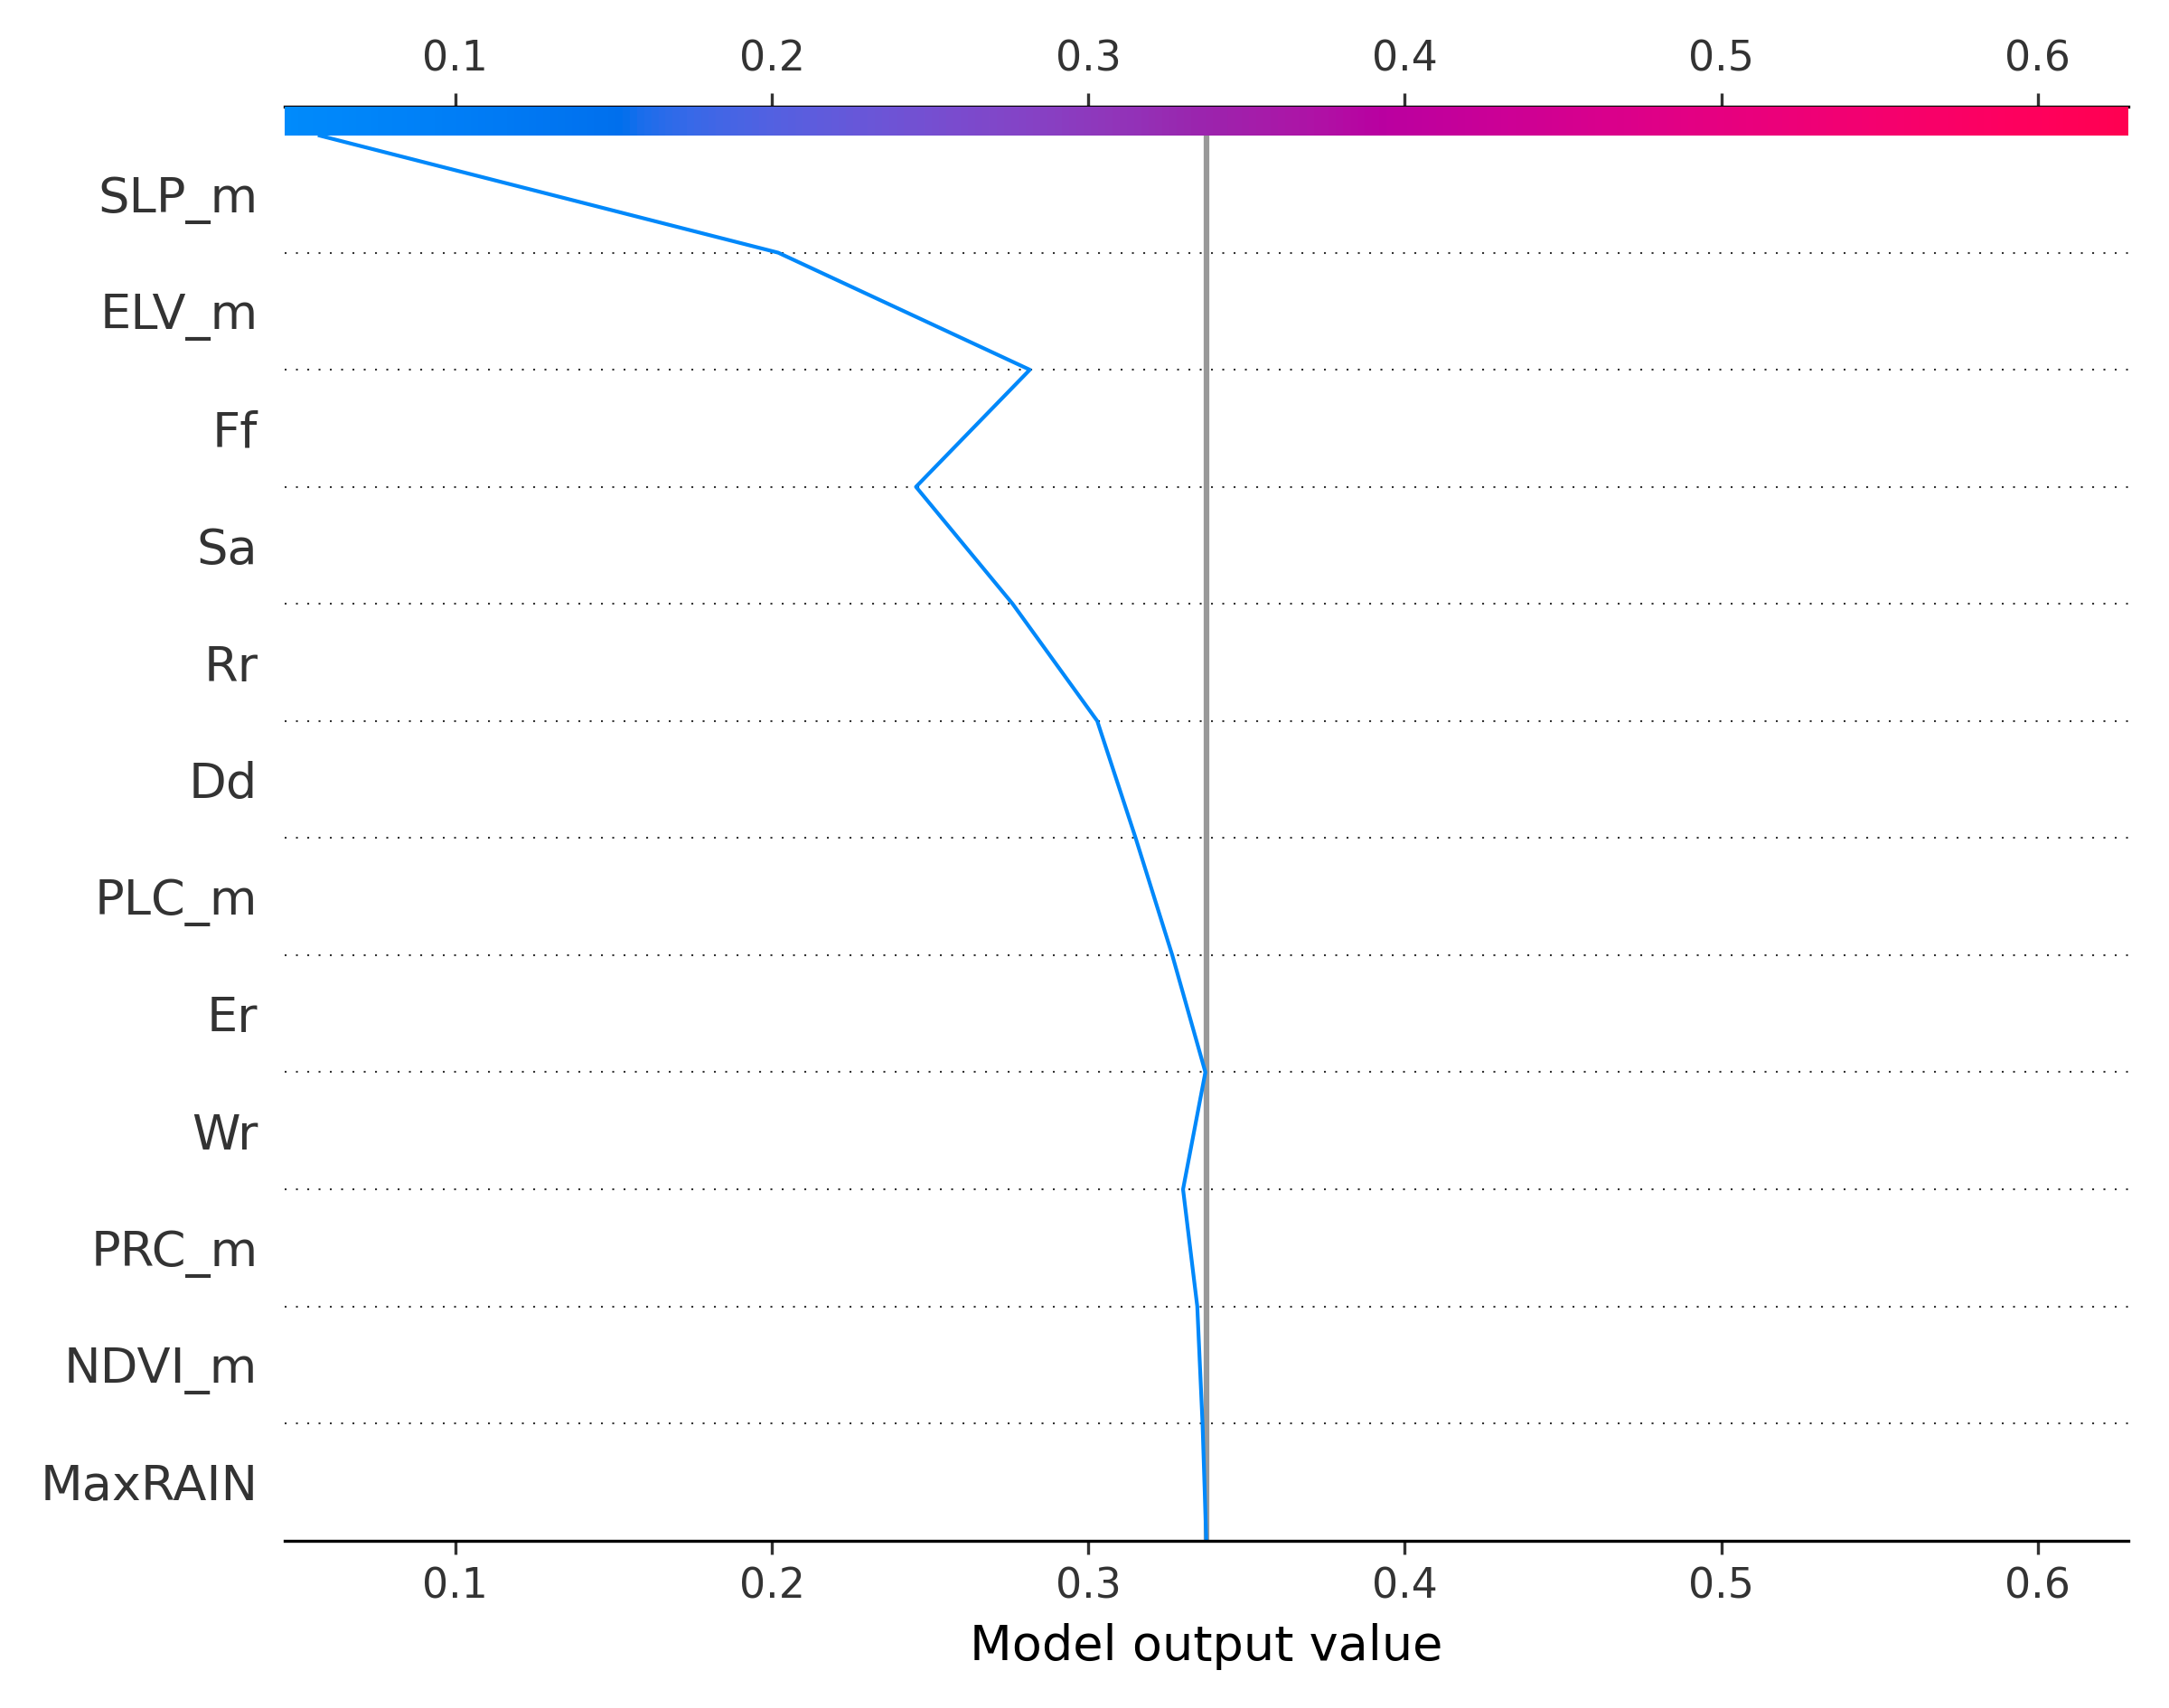 0.1 0.2 0.3 0.4 0.5 0.6
SLP_m
ELV_m
Ff
Sa
Rr
Dd
PLC_m
Er
Wr
PRC_m
NDVI_m
MaxRAIN
0.1 0.2 0.3 0.4 0.5 0.6
Model output value